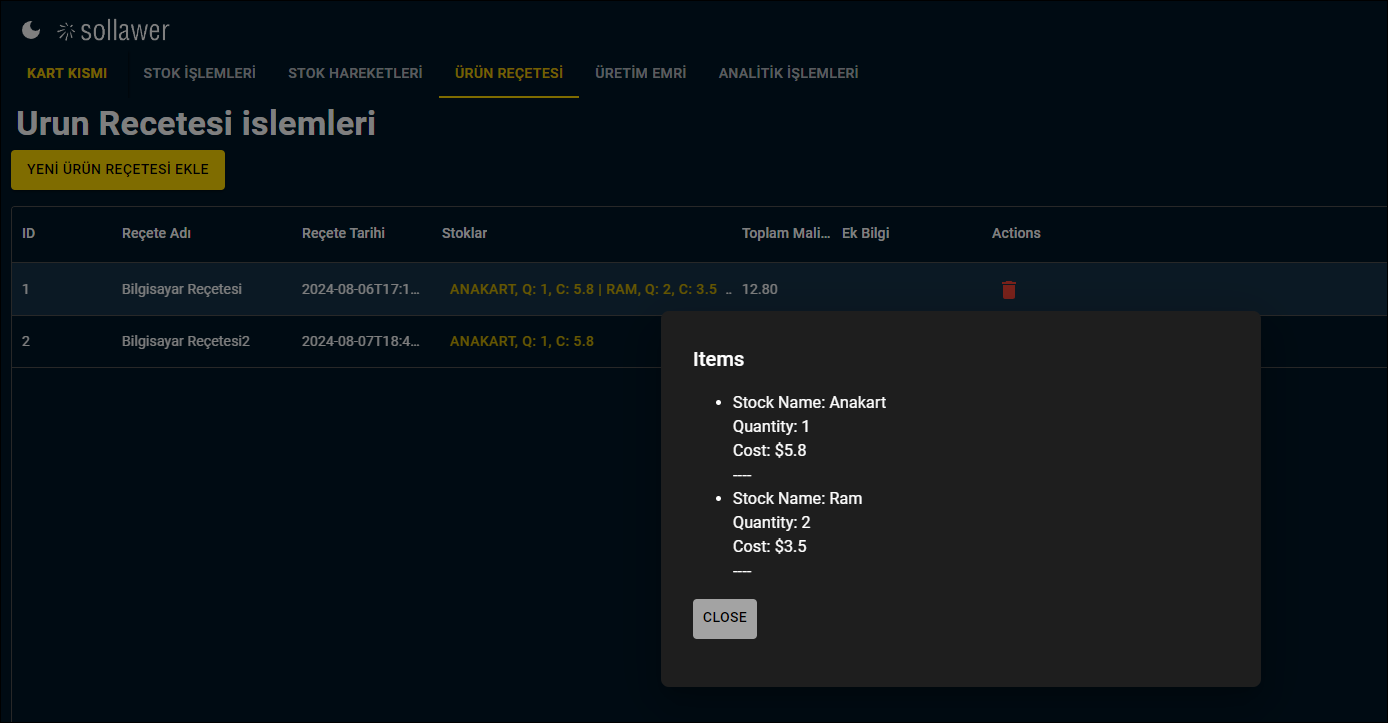 sollawer
KART KISMI STOK İŞLEMLERİ STOK HAREKETLERİ ÜRÜN REÇETESİ ÜRETİM EMRİ ANALİTİK İŞLEMLERİ
Urun Recetesi islemleri
YENİ ÜRÜN REÇETESİ EKLE
ID Reçete Adı Reçete Tarihi Stoklar Toplam Mali... Ek Bilgi Actions
1 Bilgisayar Reçetesi 2024-08-06T17:1... ANAKART, Q: 1, C: 5.8 | RAM, Q: 2, C: 3.5 .. 12.80
2 Bilgisayar Reçetesi2 2024-08-07T18:4... ANAKART, Q: 1, C: 5.8
Items
• Stock Name: Anakart
Quantity: 1
Cost: $5.8
----
• Stock Name: Ram
Quantity: 2
Cost: $3.5
----
CLOSE